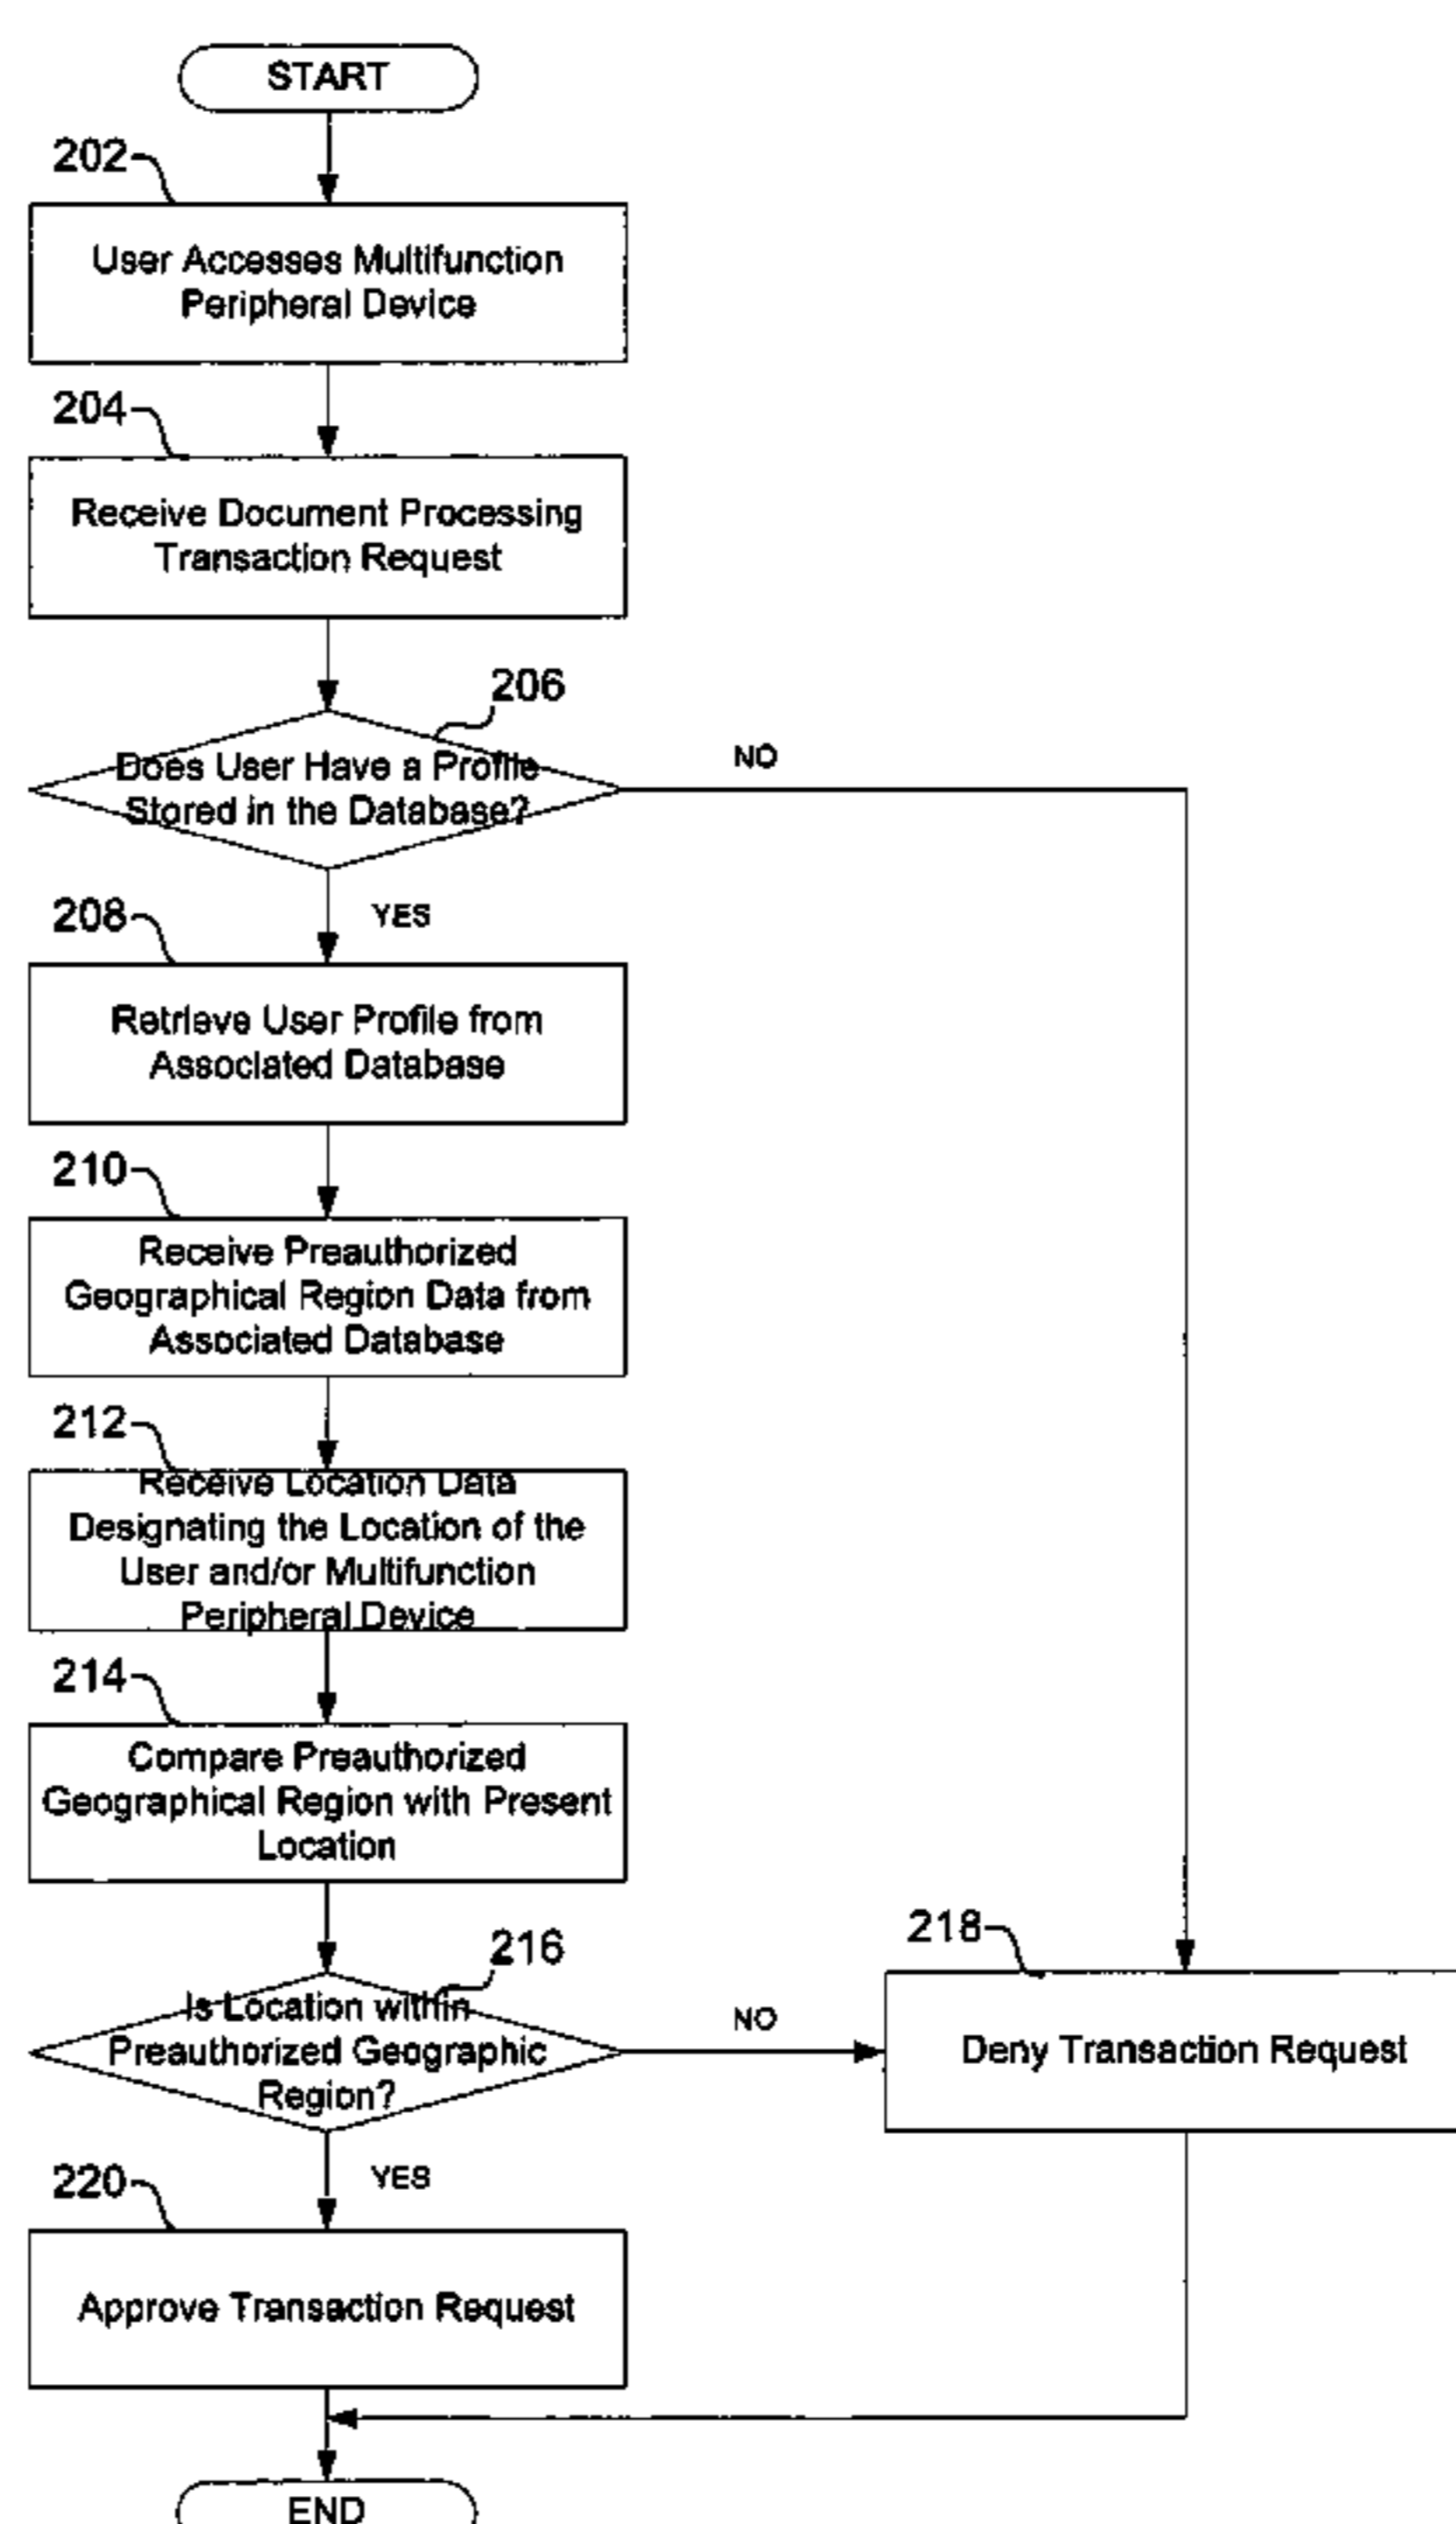 START
202
User Accesses Multifunction
Peripheral Device
204
Receive Document Processing
Transaction Request
206
Does User Have a Profile
Stored in the Database?
NO
YES
208
Retrieve User Profile from
Associated Database
210
Receive Preauthorized
Geographical Region Data from
Associated Database
212
Receive Location Data
Designating the Location of the
User and/or Multifunction
Peripheral Device
214
Compare Preauthorized
Geographical Region with Present
Location
216
Is Location within
Preauthorized Geographic
Region?
NO
218
Deny Transaction Request
YES
220
Approve Transaction Request
END